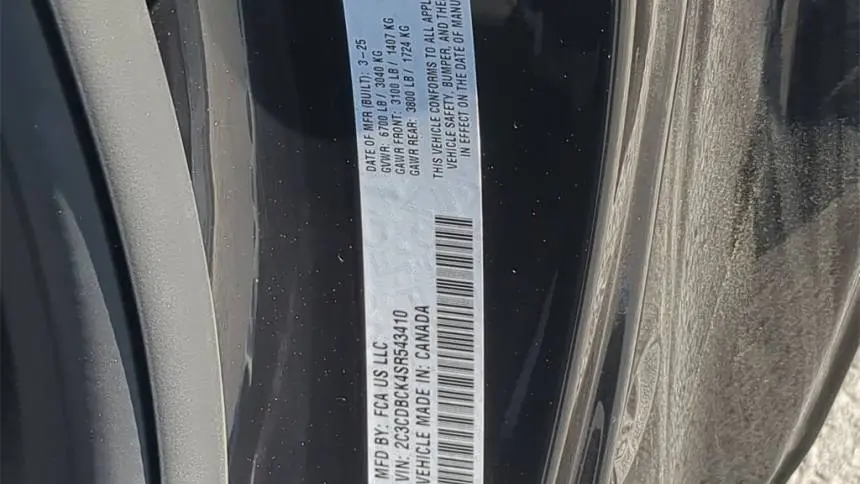 MFD BY: FCA US LLC
VIN: 2C3CDBCK4SR543410
VEHICLE MADE IN: CANADA
DATE OF MFR (BUILT): 3-25
GVWR: 6700 LB / 3040 KG
GAWR FRONT: 3100 LB / 1407 KG
GAWR REAR: 3800 LB / 1724 KG
THIS VEHICLE CONFORMS TO ALL APPL
VEHICLE SAFETY, BUMPER, AND THE
IN EFFECT ON THE DATE OF MANU